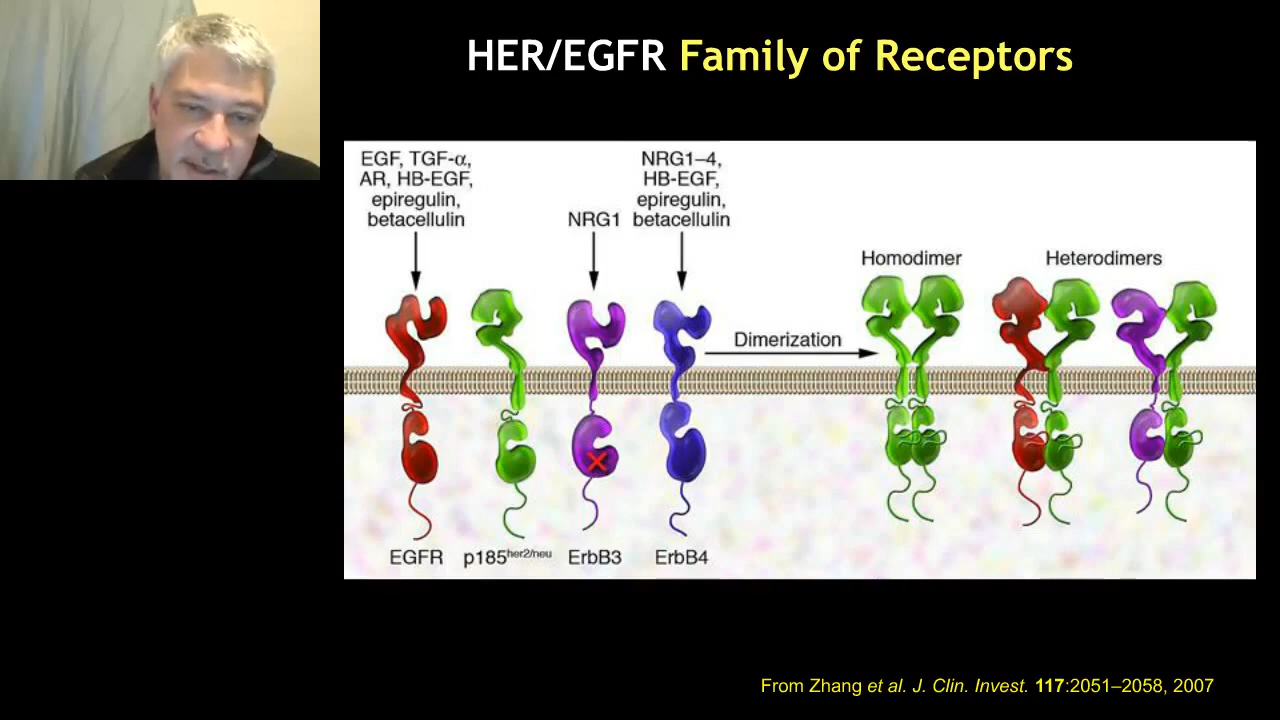 HER/EGFR Family of Receptors
EGF, TGF-α,
AR, HB-EGF,
epiregulin,
betacellulin
NRG1
NRG1–4,
HB-EGF,
epiregulin,
betacellulin
Dimerization
Homodimer
Heterodimers
EGFR
p185her2/neu
ErbB3
ErbB4
From Zhang et al. J. Clin. Invest. 117:2051–2058, 2007